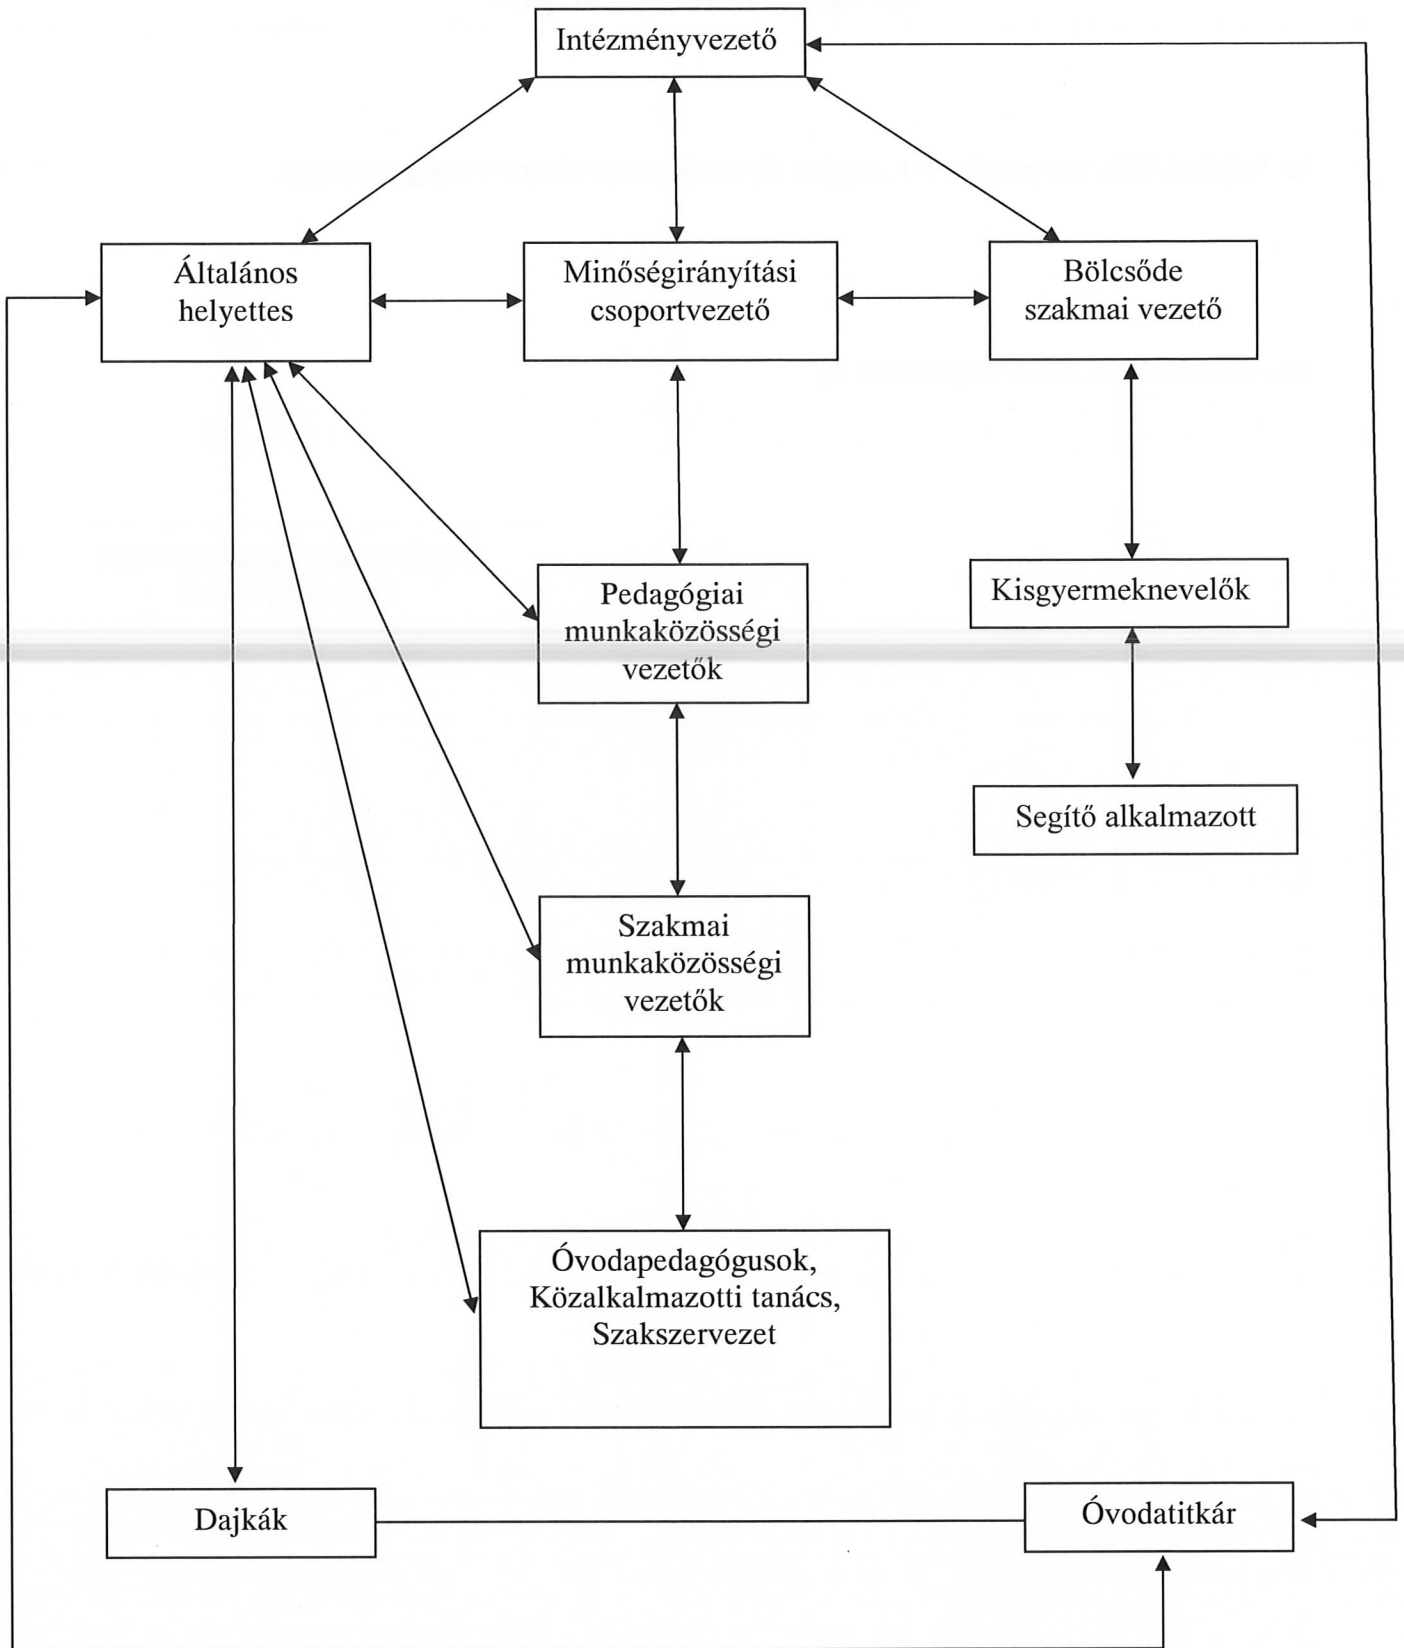 Intézményvezető
Általános
helyettes
Minőségirányítási
csoportvezető
Bölcsőde
szakmai vezető
Pedagógiai
munkaközösségi
vezetők
Kisgyermeknevelők
Segítő alkalmazott
Szakmai
munkaközösségi
vezetők
Óvodapedagógusok,
Közalkalmazotti tanács,
Szakszervezet
Dajkák
Óvodatitkár